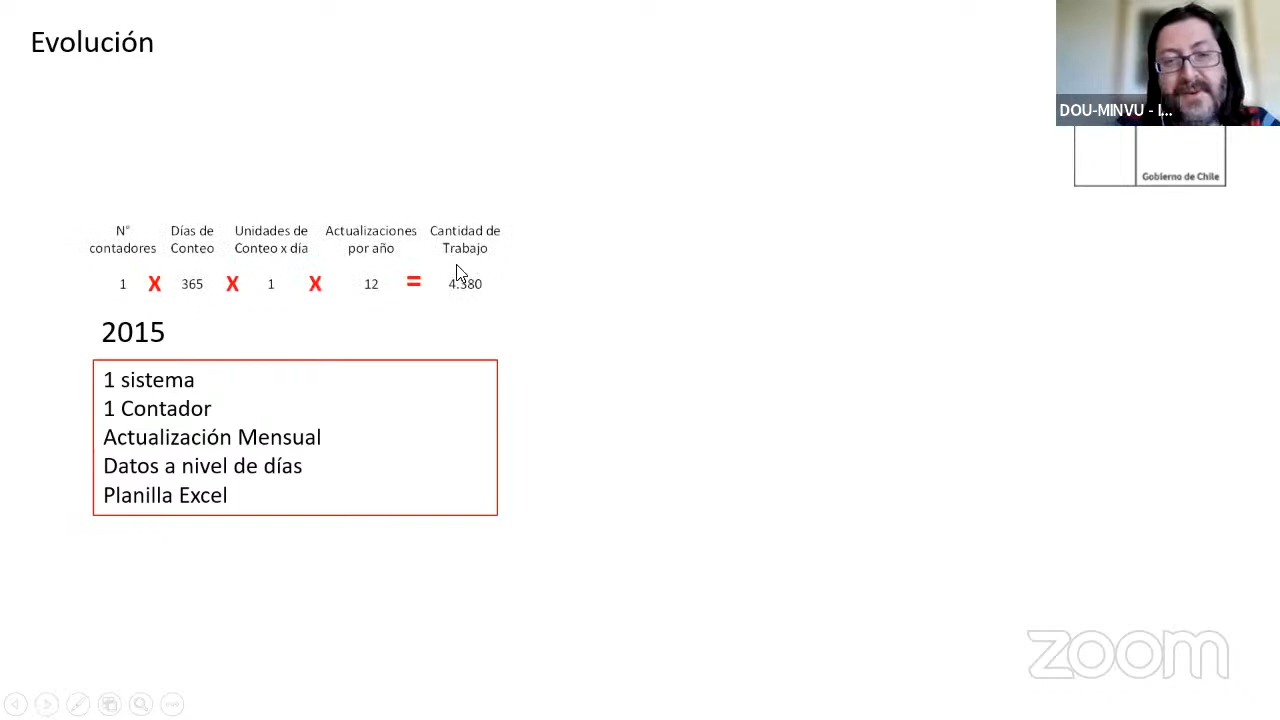 Evolución
DOU-MINVU - I...
Gobierno de Chile
N° contadores
Días de Conteo
Unidades de Conteo x día
Actualizaciones por año
Cantidad de Trabajo
1 X 365 X 1 X 12 = 4.380
2015
1 sistema
1 Contador
Actualización Mensual
Datos a nivel de días
Planilla Excel
zoom